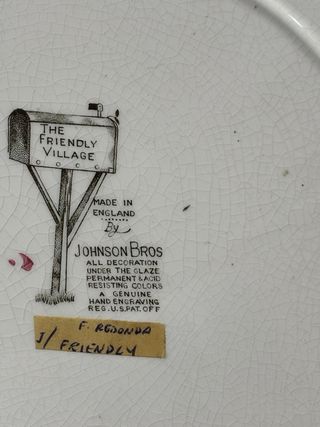 THE
FRIENDLY
VILLAGE
MADE IN
ENGLAND
By
JOHNSON BROS
ALL DECORATION
UNDER THE GLAZE
PERMANENT & ACID
RESISTING COLORS
A GENUINE
HAND ENGRAVING
REG. U.S. PAT. OFF
F. REDONDA
J/ FRIENDLY